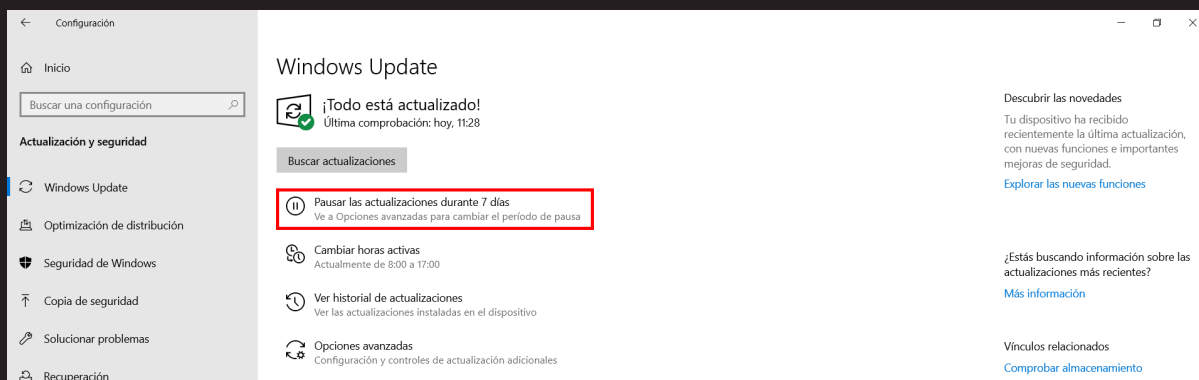 Configuración
Inicio
Buscar una configuración
Actualización y seguridad
Windows Update
Optimización de distribución
Seguridad de Windows
Copia de seguridad
Solucionar problemas
Recuperación
Windows Update
¡Todo está actualizado!
Última comprobación: hoy, 11:28
Buscar actualizaciones
Pausar las actualizaciones durante 7 días
Ve a Opciones avanzadas para cambiar el período de pausa
Cambiar horas activas
Actualmente de 8:00 a 17:00
Ver historial de actualizaciones
Ver las actualizaciones instaladas en el dispositivo
Opciones avanzadas
Configuración y controles de actualización adicionales
Descubrir las novedades
Tu dispositivo ha recibido
recientemente la última actualización,
con nuevas funciones e importantes
mejoras de seguridad.
Explorar las nuevas funciones
¿Estás buscando información sobre las
actualizaciones más recientes?
Más información
Vínculos relacionados
Comprobar almacenamiento